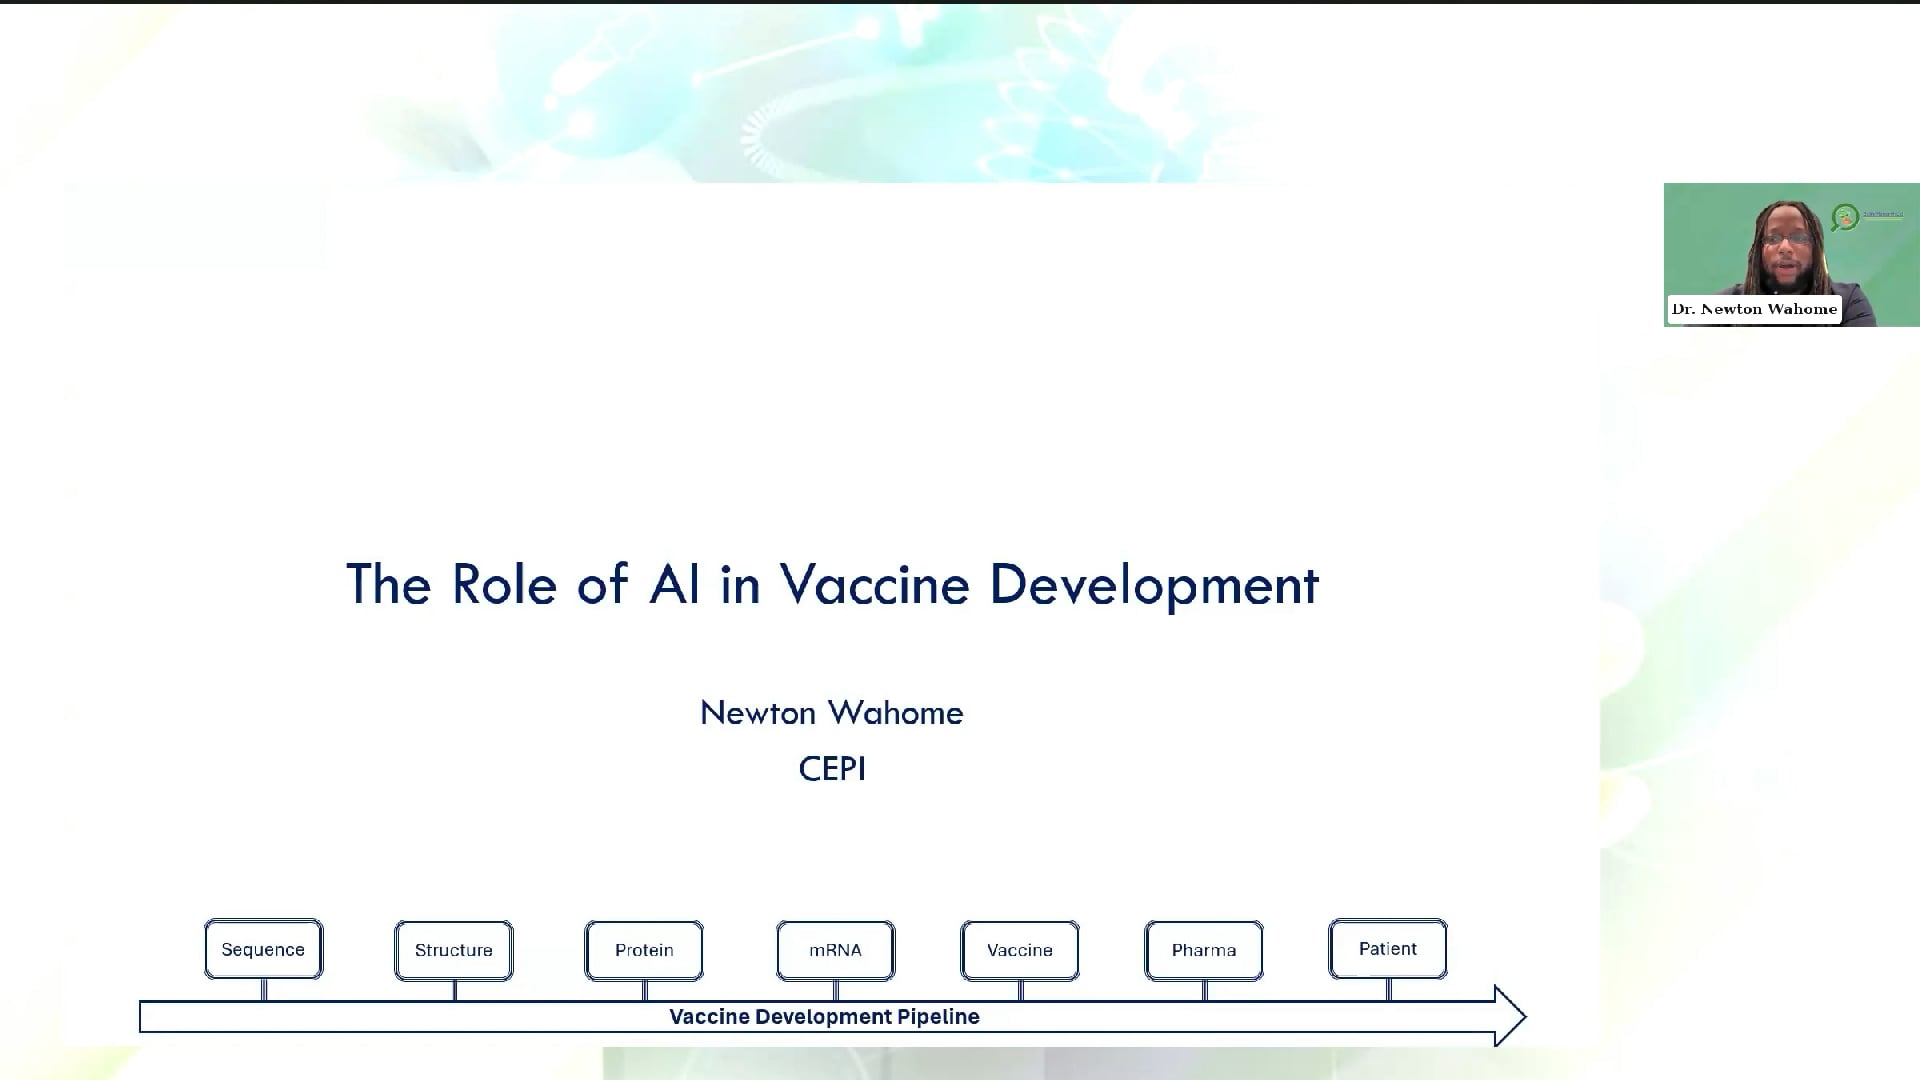 Dr. Newton Wahome
The Role of AI in Vaccine Development
Newton Wahome
CEPI
Sequence
Structure
Protein
mRNA
Vaccine
Pharma
Patient
Vaccine Development Pipeline